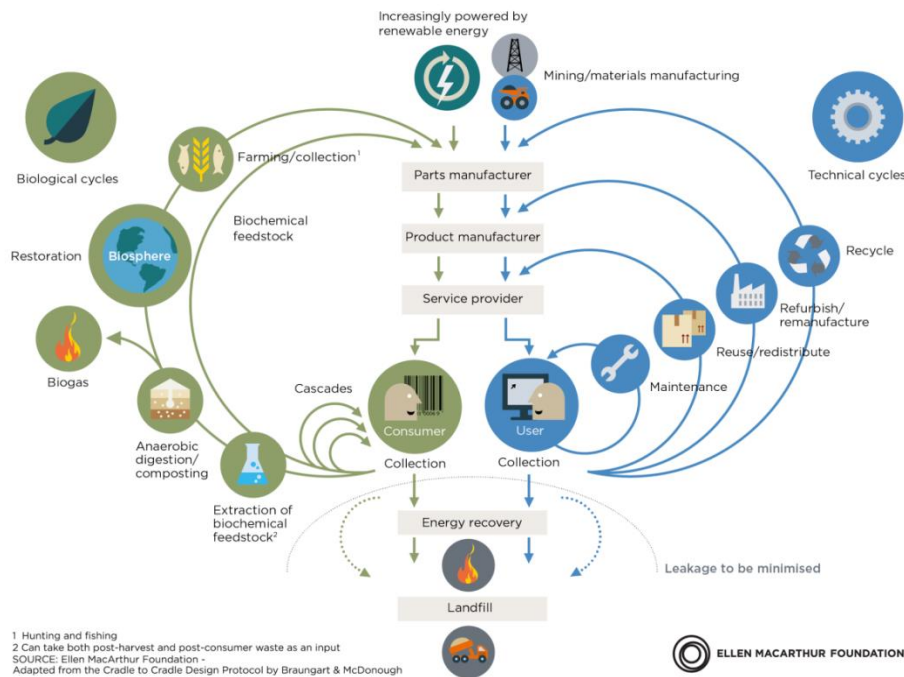 Increasingly powered by
renewable energy
Mining/materials manufacturing
Biological cycles
Technical cycles
Farming/collection¹
Parts manufacturer
Biochemical
feedstock
Product manufacturer
Restoration
Biosphere
Recycle
Service provider
Refurbish/
remanufacture
Reuse/redistribute
Biogas
Maintenance
Cascades
Consumer
User
Anaerobic
digestion/
composting
Collection
Collection
Extraction of
biochemical
feedstock²
Energy recovery
Leakage to be minimised
Landfill
1 Hunting and fishing
2 Can take both post-harvest and post-consumer waste as an input
SOURCE: Ellen MacArthur Foundation -
Adapted from the Cradle to Cradle Design Protocol by Braungart & McDonough
ELLEN MACARTHUR FOUNDATION